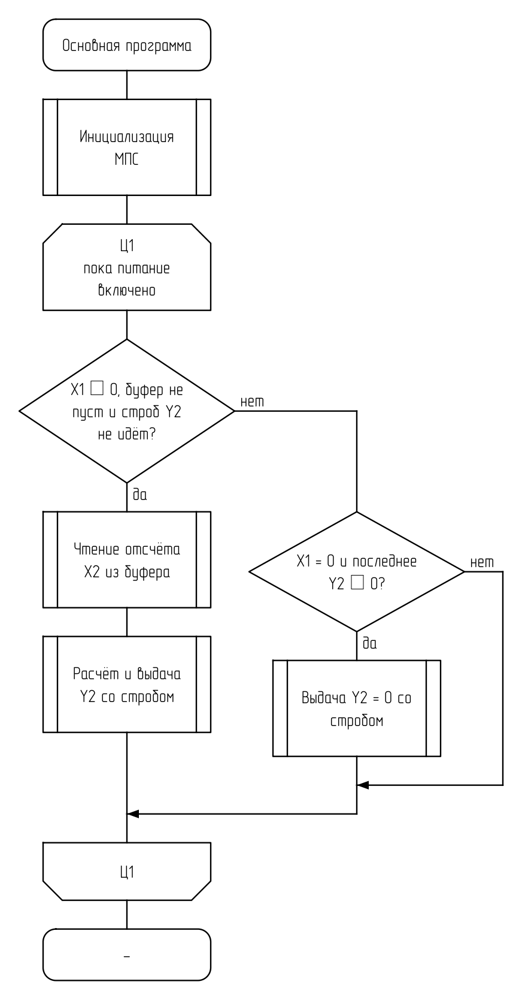 Основная программа
Инициализация
МПС
Ц1
пока питание
включено
X1 □ 0, буфер не
пуст и строб Y2
не идёт?
нет
да
Чтение отсчёта
X2 из буфера
X1 = 0 и последнее
Y2 □ 0?
нет
да
Расчёт и выдача
Y2 со стробом
Выдача Y2 = 0 со
стробом
Ц1
-